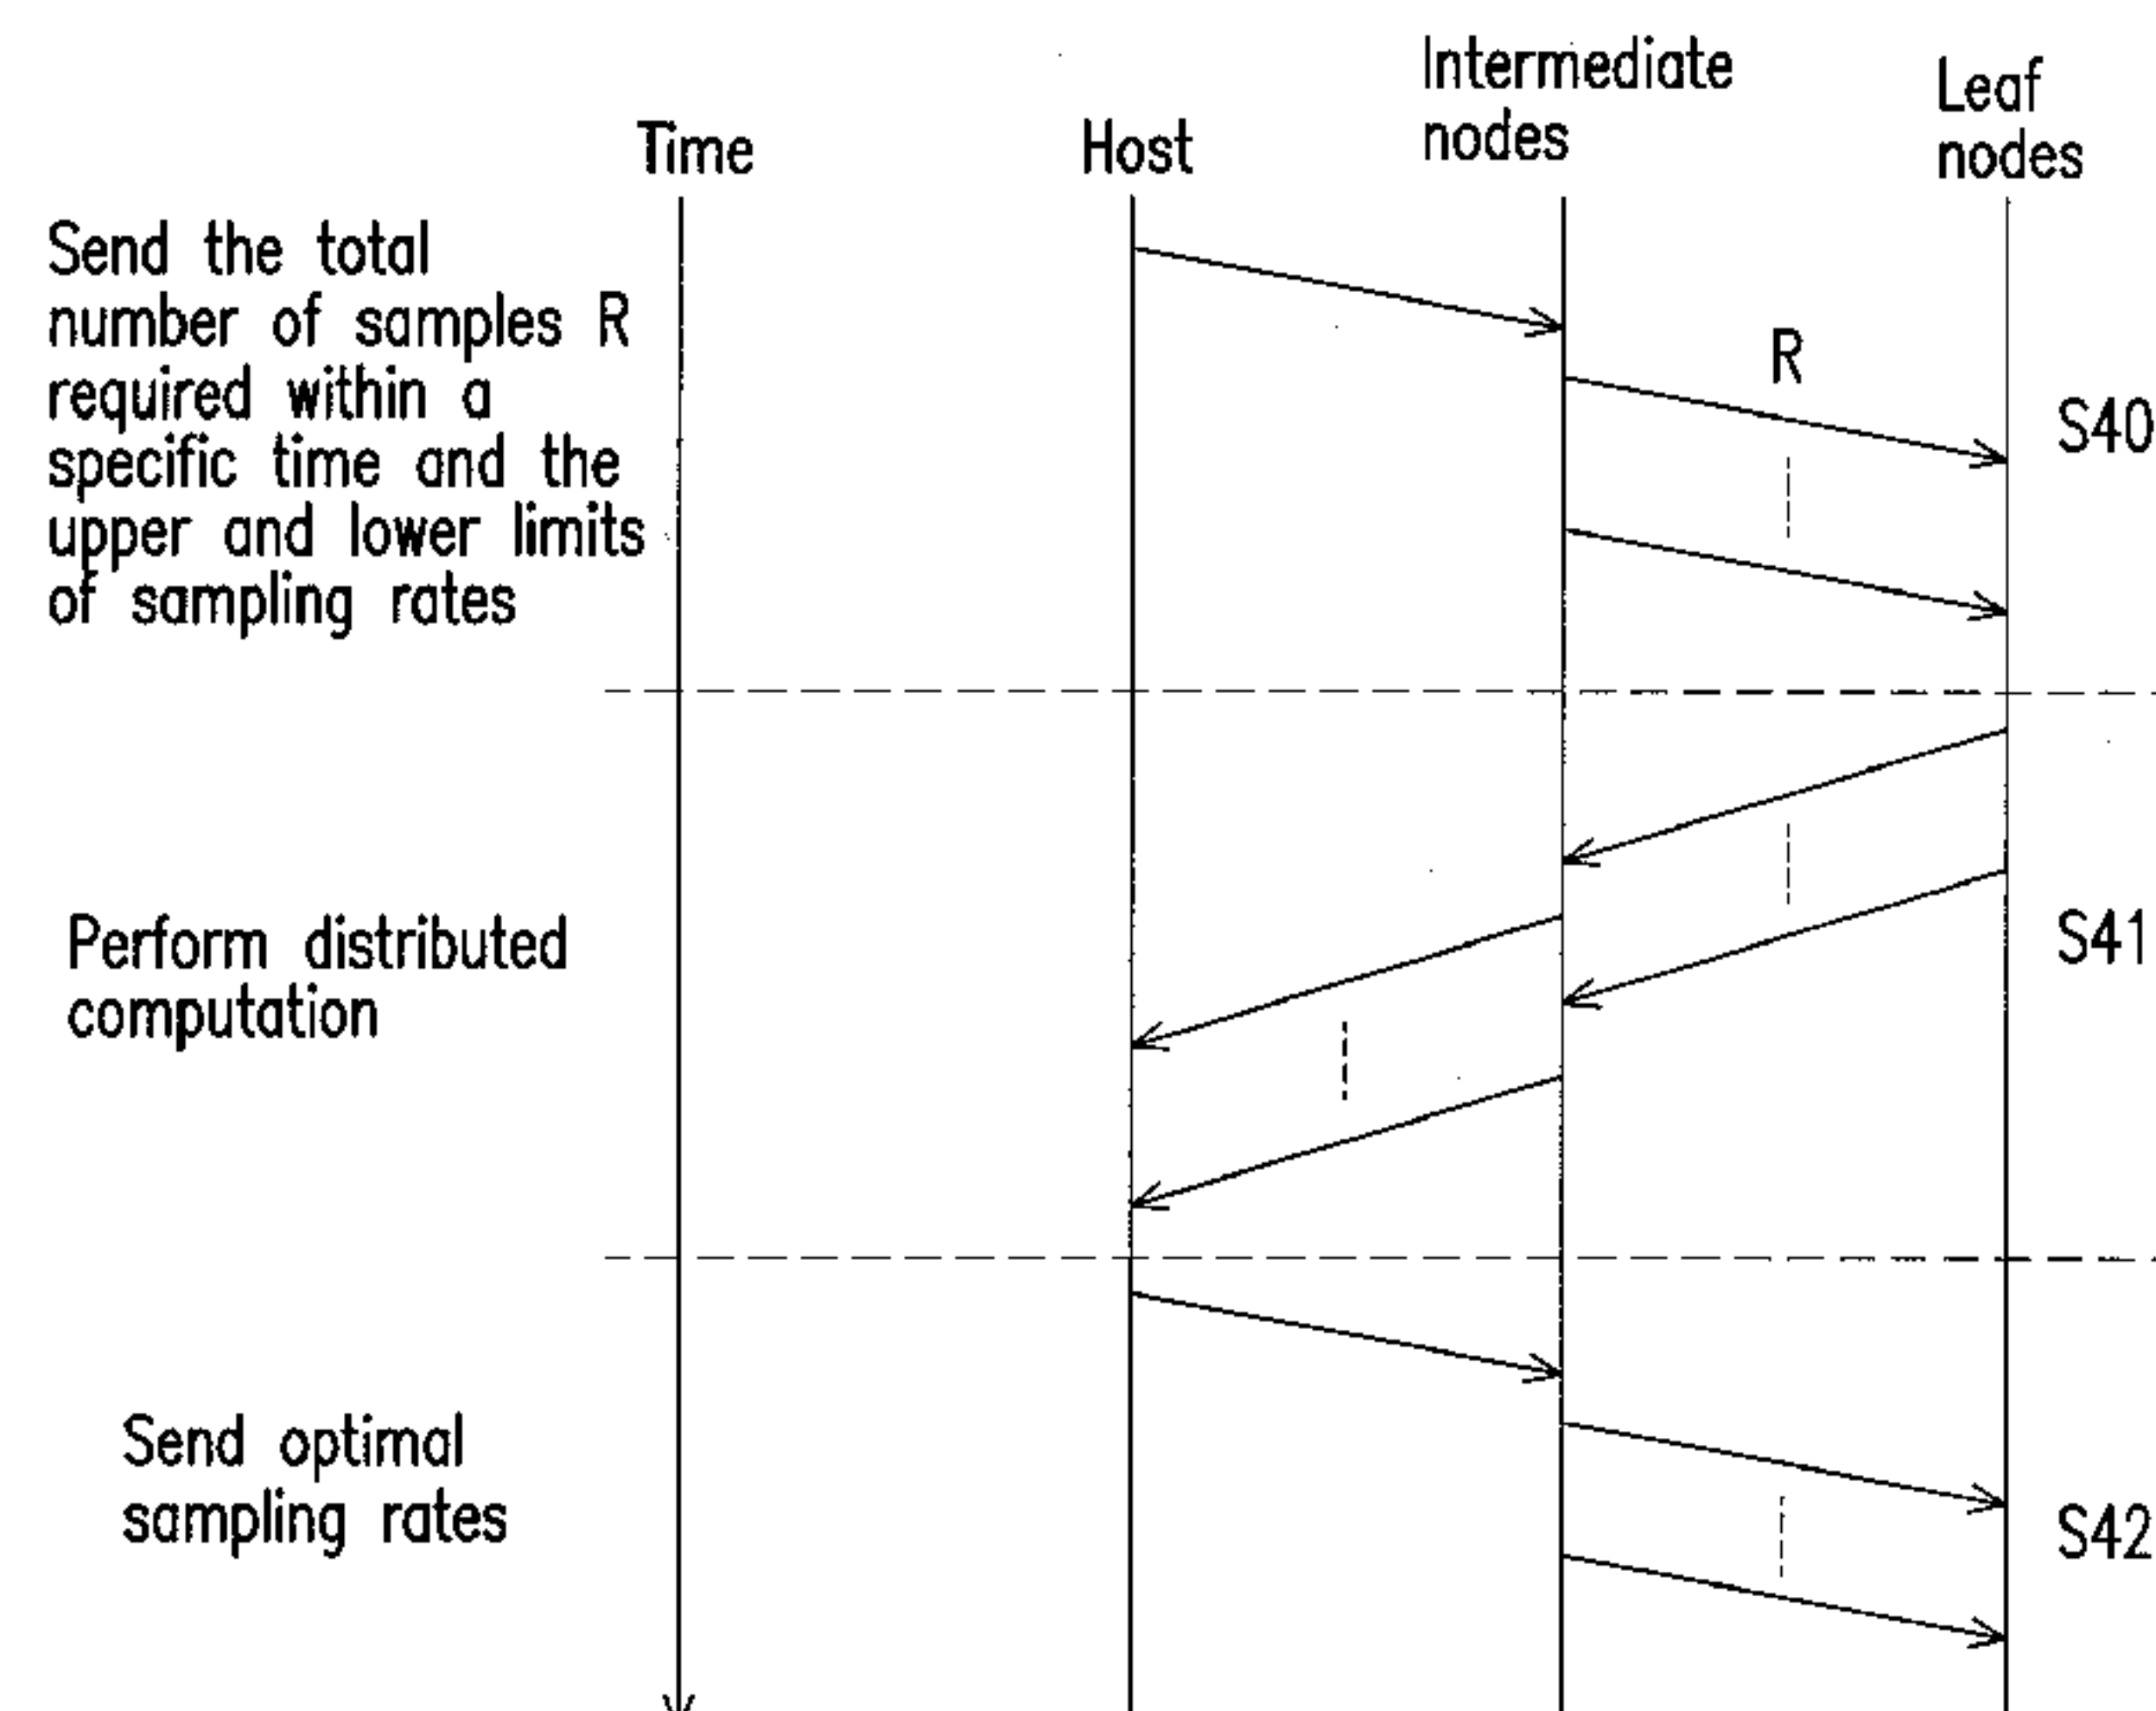 Time
Host
Intermediate
nodes
Leaf
nodes
Send the total
number of samples R
required within a
specific time and the
upper and lower limits
of sampling rates
R
S40
Perform distributed
computation
S41
Send optimal
sampling rates
S42